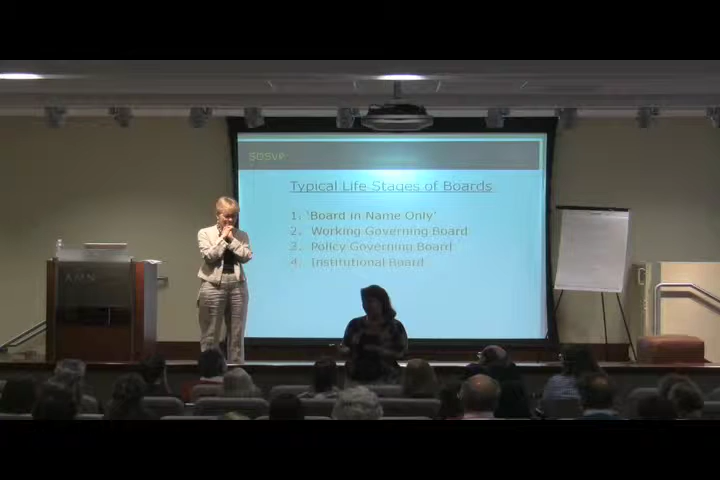 SDSVP
Typical Life Stages of Boards
1. 'Board in Name Only'
2. Working Governing Board
3. Policy Governing Board
4. Institutional Board